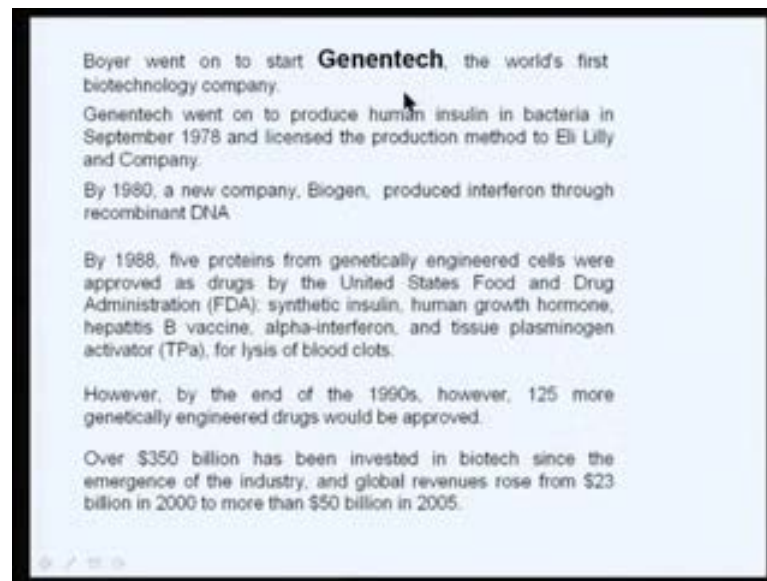 Boyer went on to start Genentech, the world's first
biotechnology company.
Genentech went on to produce human insulin in bacteria in
September 1978 and licensed the production method to Eli Lilly
and Company.
By 1980, a new company, Biogen, produced interferon through
recombinant DNA
By 1988, five proteins from genetically engineered cells were
approved as drugs by the United States Food and Drug
Administration (FDA): synthetic insulin, human growth hormone,
hepatitis B vaccine, alpha-interferon, and tissue plasminogen
activator (TPa), for lysis of blood clots.
However, by the end of the 1990s, however, 125 more
genetically engineered drugs would be approved.
Over $350 billion has been invested in biotech since the
emergence of the industry, and global revenues rose from $23
billion in 2000 to more than $50 billion in 2005.